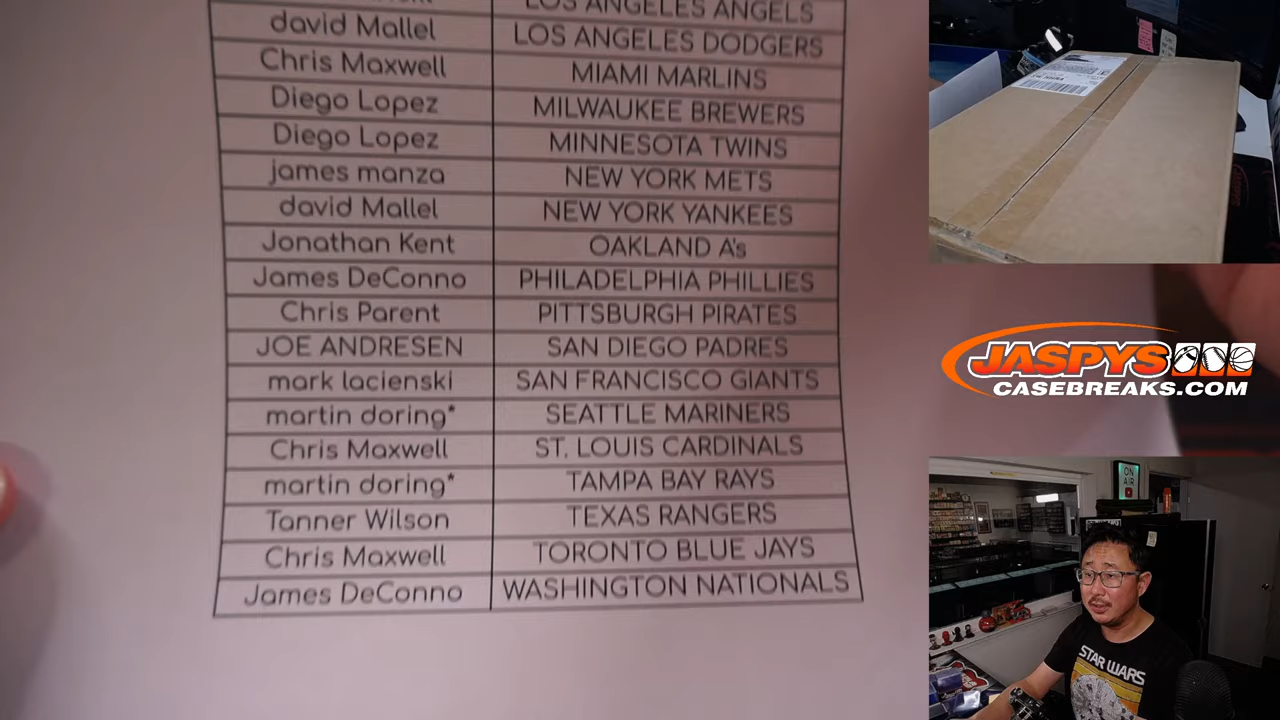 LOS ANGELES ANGELS
david Mallel LOS ANGELES DODGERS
Chris Maxwell MIAMI MARLINS
Diego Lopez MILWAUKEE BREWERS
Diego Lopez MINNESOTA TWINS
james manza NEW YORK METS
david Mallel NEW YORK YANKEES
Jonathan Kent OAKLAND A's
James DeConno PHILADELPHIA PHILLIES
Chris Parent PITTSBURGH PIRATES
JOE ANDRESEN SAN DIEGO PADRES
mark lacienski SAN FRANCISCO GIANTS
martin doring* SEATTLE MARINERS
Chris Maxwell ST. LOUIS CARDINALS
martin doring* TAMPA BAY RAYS
Tanner Wilson TEXAS RANGERS
Chris Maxwell TORONTO BLUE JAYS
James DeConno WASHINGTON NATIONALS
JASPYS
CASEBREAKS.COM
ON
AIR
STAR WARS